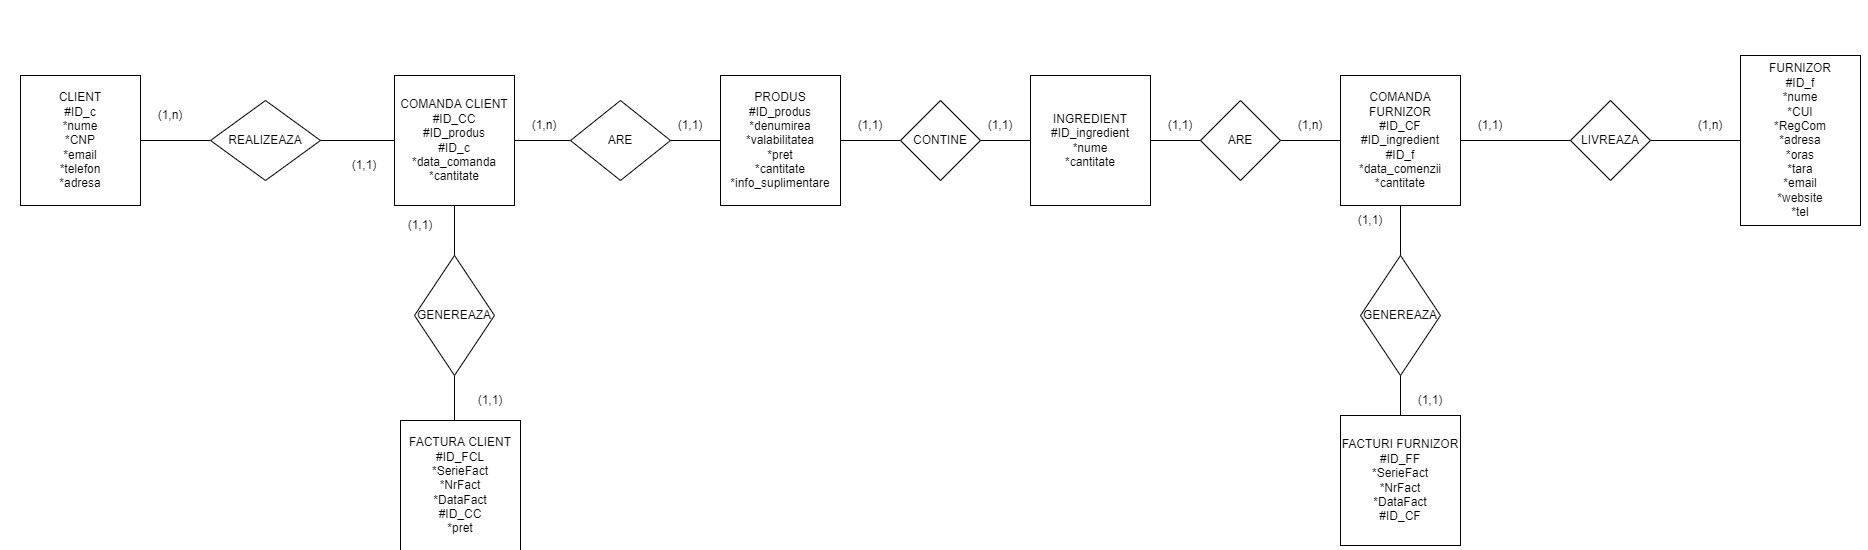 CLIENT
#ID_c
*nume
*CNP
*email
*telefon
*adresa
(1,n)
REALIZEAZA
(1,1)
COMANDA CLIENT
#ID_CC
#ID_produs
#ID_c
*data_comanda
*cantitate
(1,n)
ARE
(1,1)
PRODUS
#ID_produs
*denumirea
*valabilitatea
*pret
*cantitate
*info_suplimentare
(1,1)
CONTINE
(1,1)
INGREDIENT
#ID_ingredient
*nume
*cantitate
(1,1)
ARE
(1,n)
COMANDA
FURNIZOR
#ID_CF
#ID_ingredient
#ID_f
*data_comenzii
*cantitate
(1,1)
LIVREAZA
(1,n)
FURNIZOR
#ID_f
*nume
*CUI
*RegCom
*adresa
*oras
*tara
*email
*website
*tel
(1,1)
GENEREAZA
(1,1)
FACTURA CLIENT
#ID_FCL
*SerieFact
*NrFact
*DataFact
#ID_CC
*pret
(1,1)
GENEREAZA
(1,1)
FACTURI FURNIZOR
#ID_FF
*SerieFact
*NrFact
*DataFact
#ID_CF